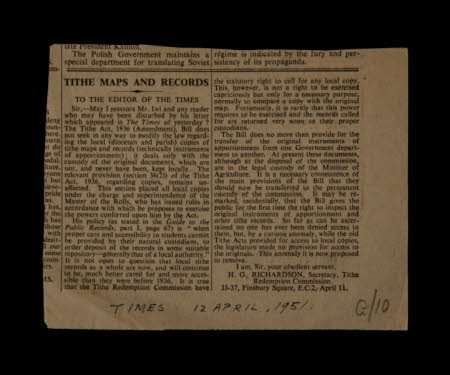 late President Kalinin.
The Polish Government maintains a
special department for translating Soviet
régime is indicated by the fury and per-
sistency of its propaganda.
TITHE MAPS AND RECORDS
TO THE EDITOR OF THE TIMES
Sir,—May I reassure Mr. and any reader
who may have been disturbed by his letter
which appeared in The Times of yesterday ?
The Tithe Act, 1936 (Amendment), Bill does
not seek in any way to modify the law regard-
ing the local (diocesan and parish) copies of
tithe maps and records (technically instruments
of apportionment) ; it deals only with the
custody of the original documents, which are
not, and never have been, kept locally. The
relevant provision (section 36(2)) of the Tithe
Act, 1936, regarding copies, remains un-
affected. This section placed all local copies
under the charge and superintendence of the
Master of the Rolls, who has issued rules in
accordance with which he proposes to exercise
the powers conferred upon him by the Act.
His policy (as stated in the Guide to the
Public Records, part 1, page 67) is " when
proper care and accessibility to students cannot
be provided by their natural custodians, to
order deposit of the records in some suitable
repository—generally that of a local authority."
It is not open to question that local tithe
records as a whole are now, and will continue
to be, much better cared for and more acces-
sible than they were before 1936. It is true
that the Tithe Redemption Commission have
the statutory right to call for any local copy.
This, however, is not a right to be exercised
capriciously but only for a necessary purpose,
normally to compare a copy with the original
map. Fortunately, it is rarely that this power
requires to be exercised and the records called
for are returned very soon to their proper
custodians.
The Bill does no more than provide for the
transfer of the original instruments of
apportionment from one Government depart-
ment to another. At present these documents,
although at the disposal of the commission,
are in the legal custody of the Minister of
Agriculture. It is a necessary consequence of
the main provisions of the Bill that they
should now be transferred to the permanent
custody of the commission. It may be re-
marked, incidentally, that the Bill gives the
public for the first time the right to inspect the
original instruments of apportionment and
other tithe records. So far as can be ascer-
tained no one has ever been denied access to
them, but, by a curious anomaly, while the old
Tithe Acts provided for access to local copies,
the legislature made no provision for access to
the originals. This anomaly it is now proposed
to remove.
I am, Sir, your obedient servant,
H. G. RICHARDSON, Secretary, Tithe
Redemption Commission.
33-37, Finsbury Square, E.C.2, April 11.
TIMES 12 APRIL, 1951.
G/10